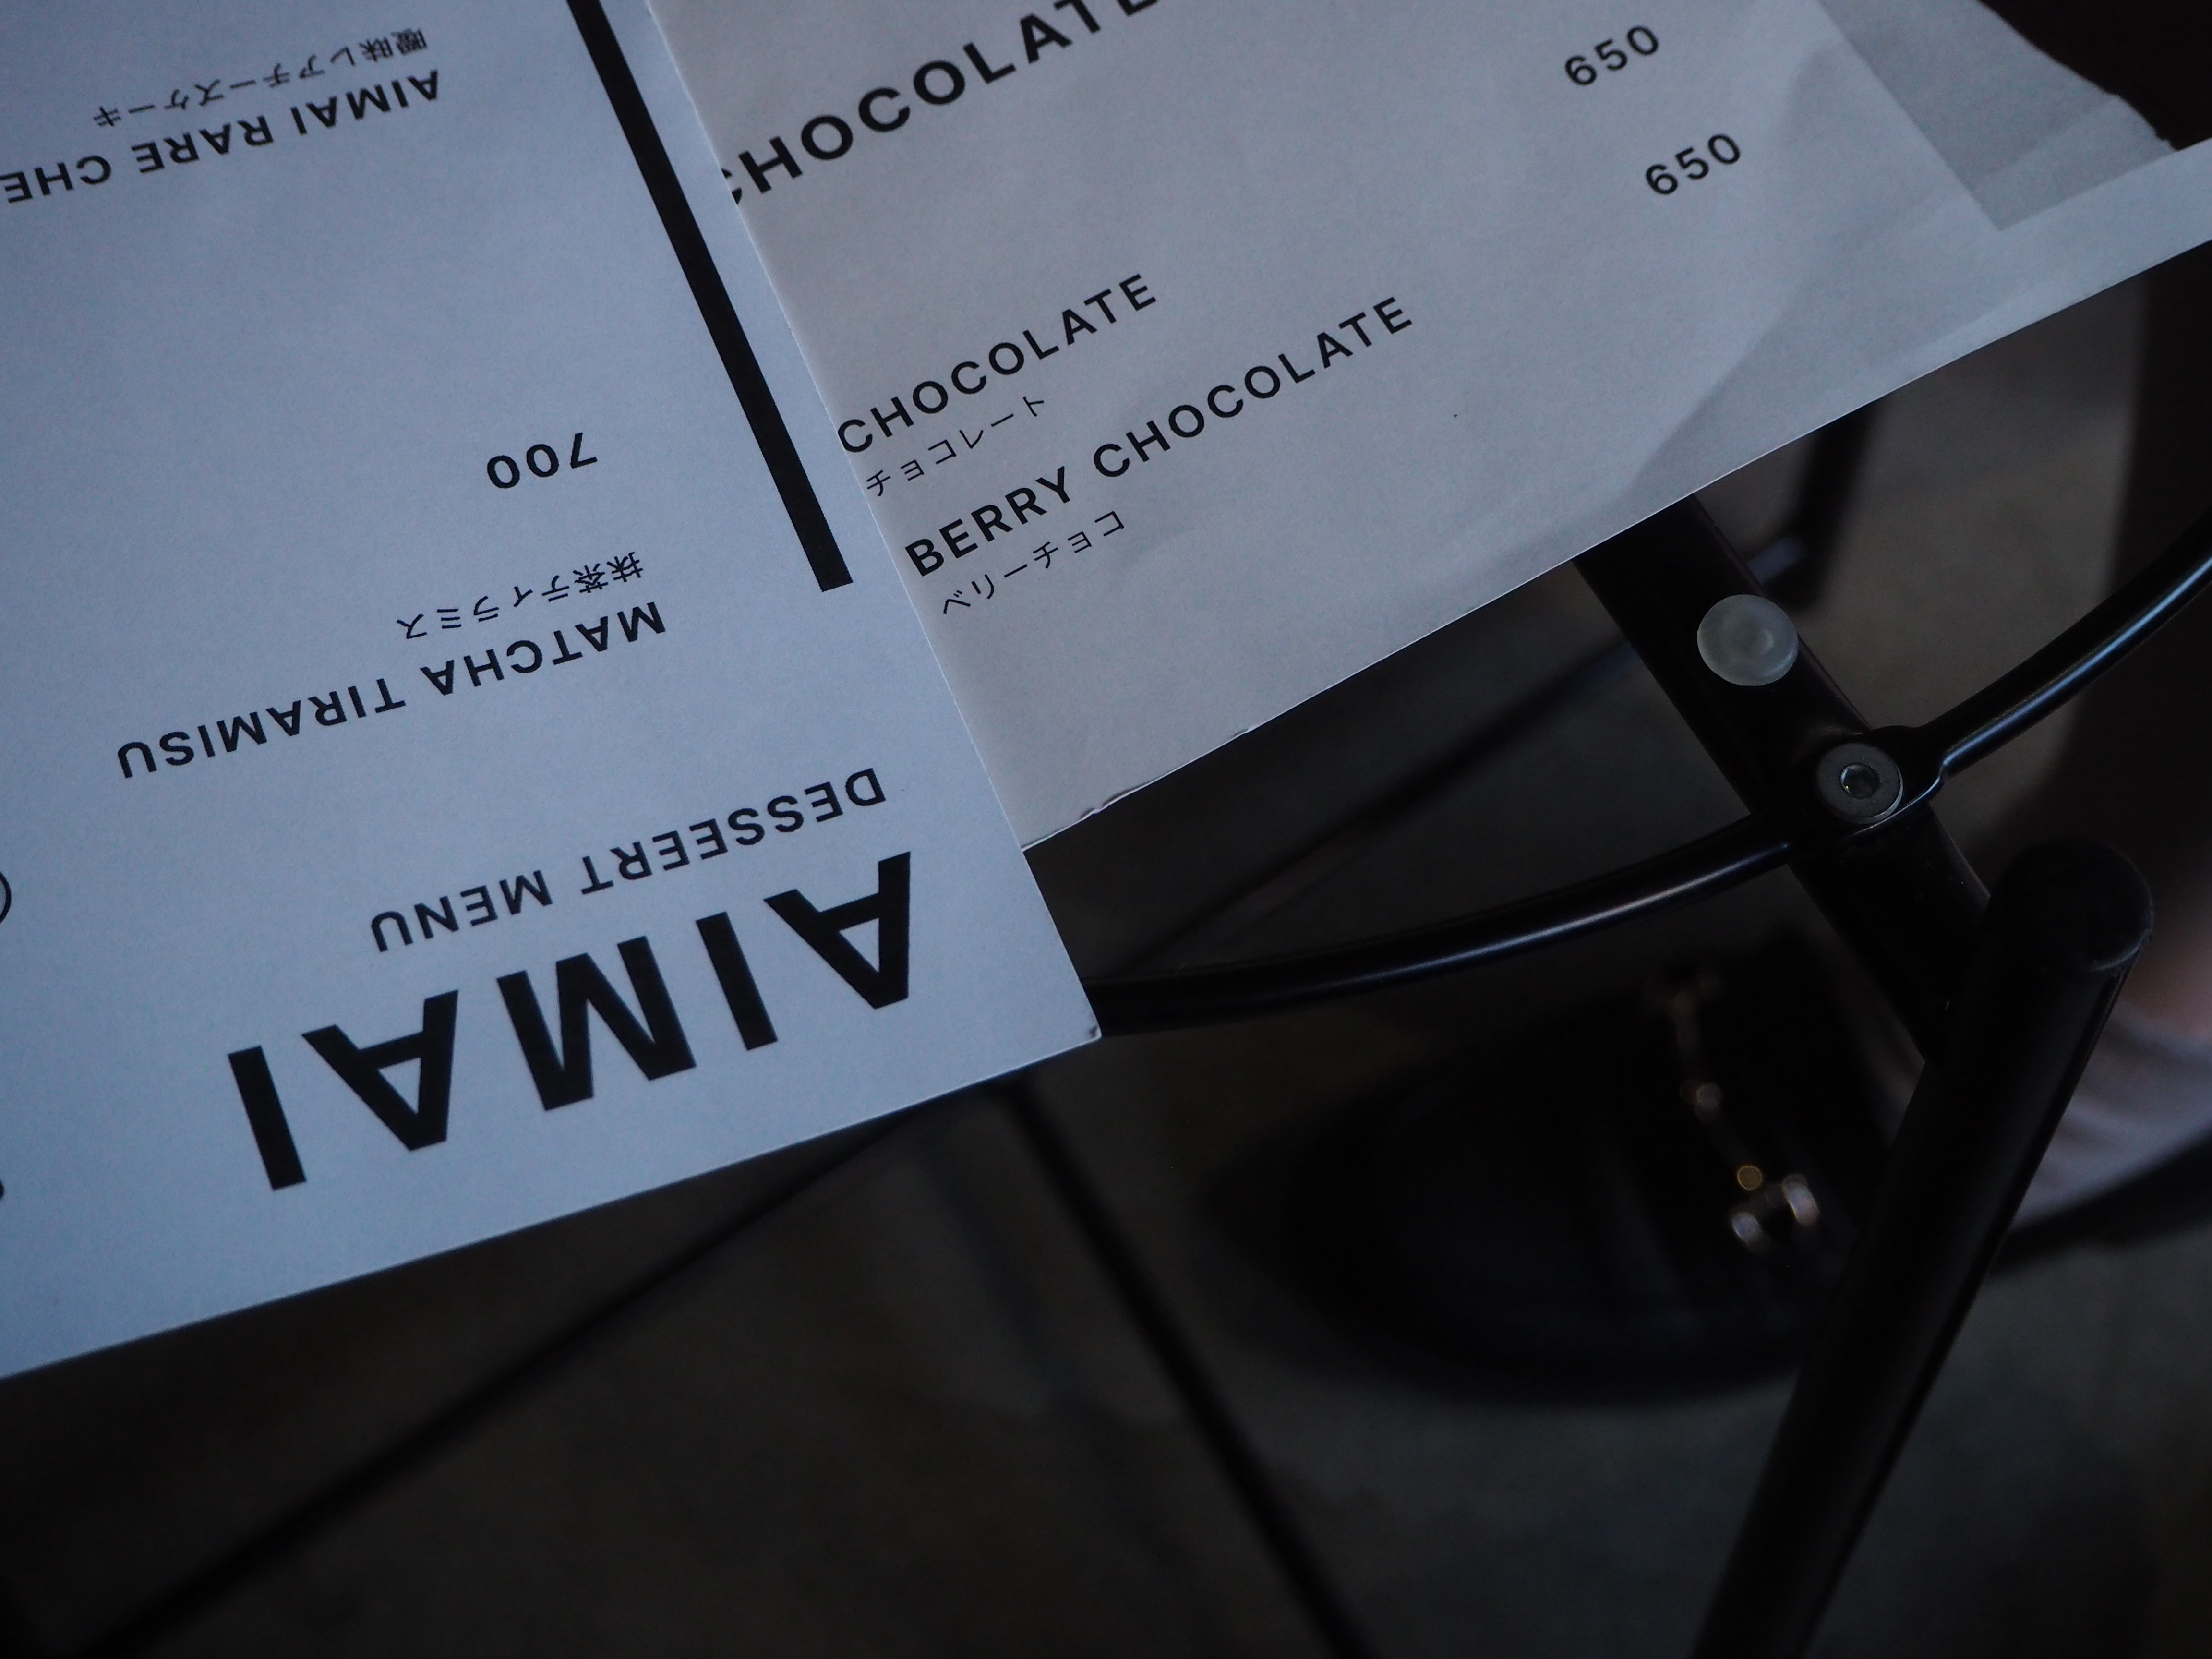 AIMAI
DESSEERT MENU
MATCHA TIRAMISU
抹茶ティラミス
700
AIMAI RARE CHE
曖昧レアチーズケーキ
CHOCOLATE
650
650
CHOCOLATE
チョコレート
BERRY CHOCOLATE
ベリーチョコ